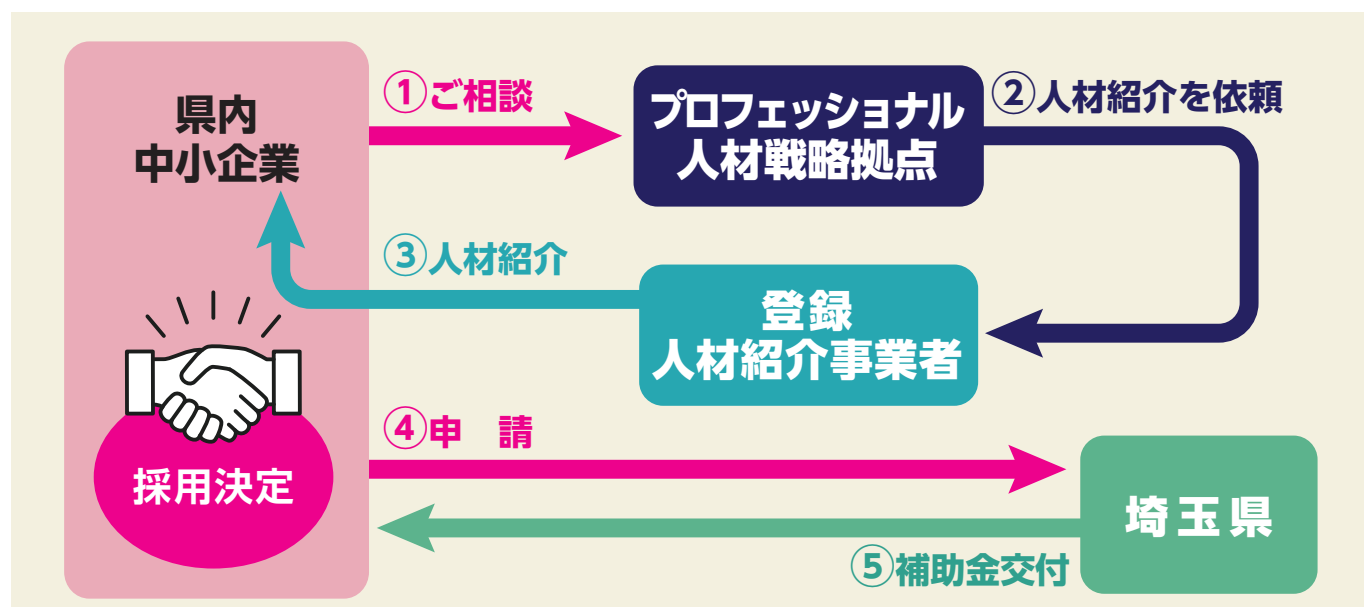 県内
中小企業
①ご相談
プロフェッショナル
人材戦略拠点
②人材紹介を依頼
③人材紹介
登録
人材紹介事業者
採用決定
④申　請
埼玉県
⑤補助金交付